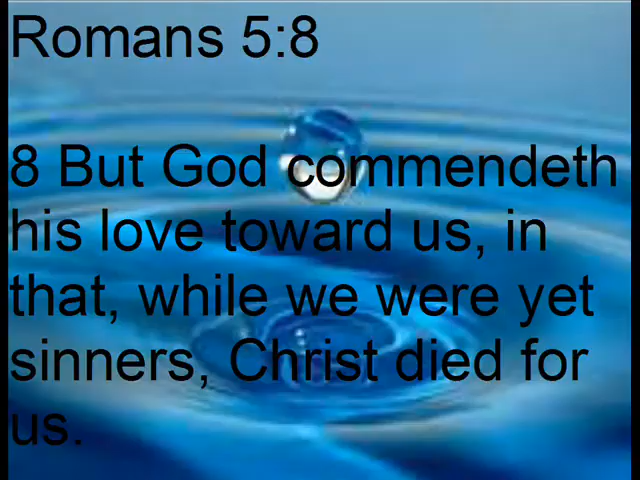 Romans 5:8
8 But God commendeth
his love toward us, in
that, while we were yet
sinners, Christ died for
us.